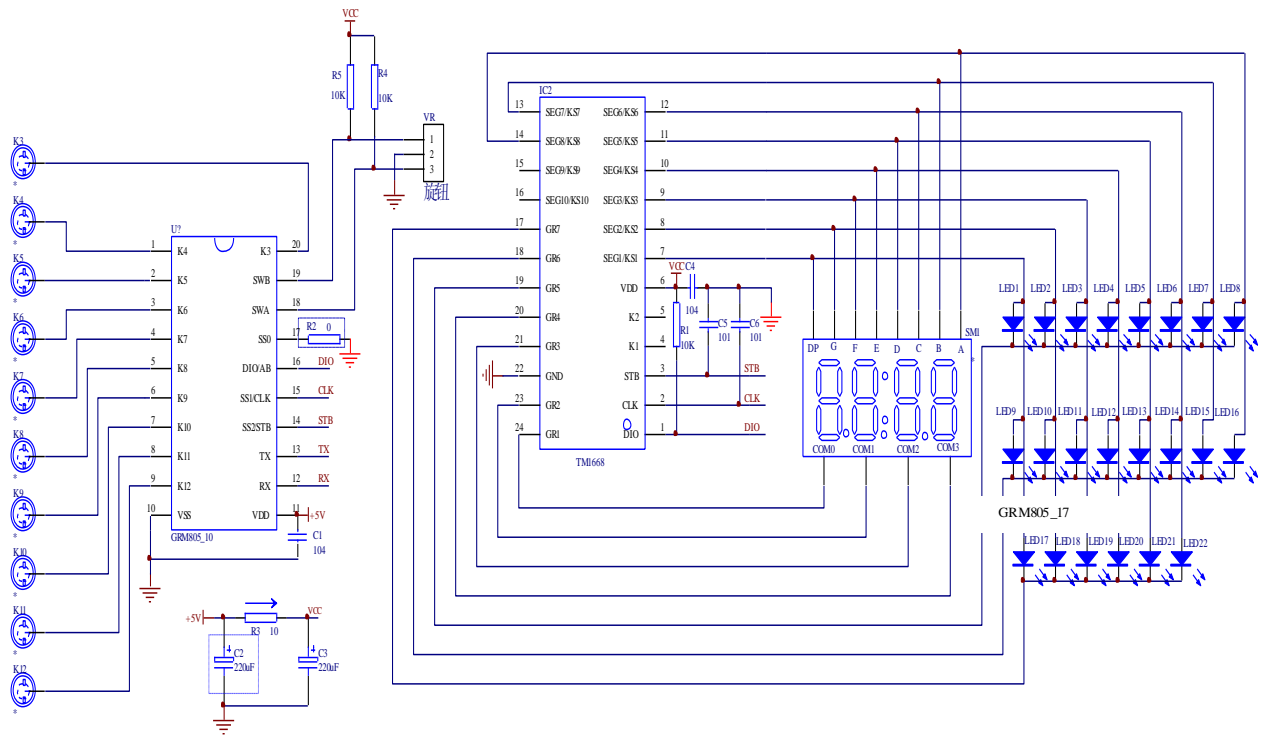 VCC
R5
10K
R4
10K
VR
1
2
3
旋钮
K3
*
K4
*
K5
*
K6
*
K7
*
K8
*
K9
*
K10
*
K11
*
K12
*
U?
1 K4 K3 20
2 K5 SWB 19
3 K6 SWA 18
4 K7 SS0 17
5 K8 DIO/AB 16 DIO
6 K9 SS1/CLK 15 CLK
7 K10 SS2/STB 14 STB
8 K11 TX 13 TX
9 K12 RX 12 RX
10 VSS VDD 11 +5V
GRM805_10
R2 0
C1
104
+5V
R3 10
VCC
C2
220uF
C3
220uF
IC2
13 SEG7/KS7 SEG6/KS6 12
14 SEG8/KS8 SEG5/KS5 11
15 SEG9/KS9 SEG4/KS4 10
16 SEG10/KS10 SEG3/KS3 9
17 GR7 SEG2/KS2 8
18 GR6 SEG1/KS1 7
19 GR5 VDD 6
20 GR4 K2 5
21 GR3 K1 4
22 GND STB 3 STB
23 GR2 CLK 2 CLK
24 GR1 DIO 1 DIO
TM1668
VCC
C4
104
R1
10K
C5
101
C6
101
SM1
*
DP G F E D C B A
COM0 COM1 COM2 COM3
LED1 LED2 LED3 LED4 LED5 LED6 LED7 LED8
LED9 LED10 LED11 LED12 LED13 LED14 LED15 LED16
GRM805_17
LED17 LED18 LED19 LED20 LED21 LED22